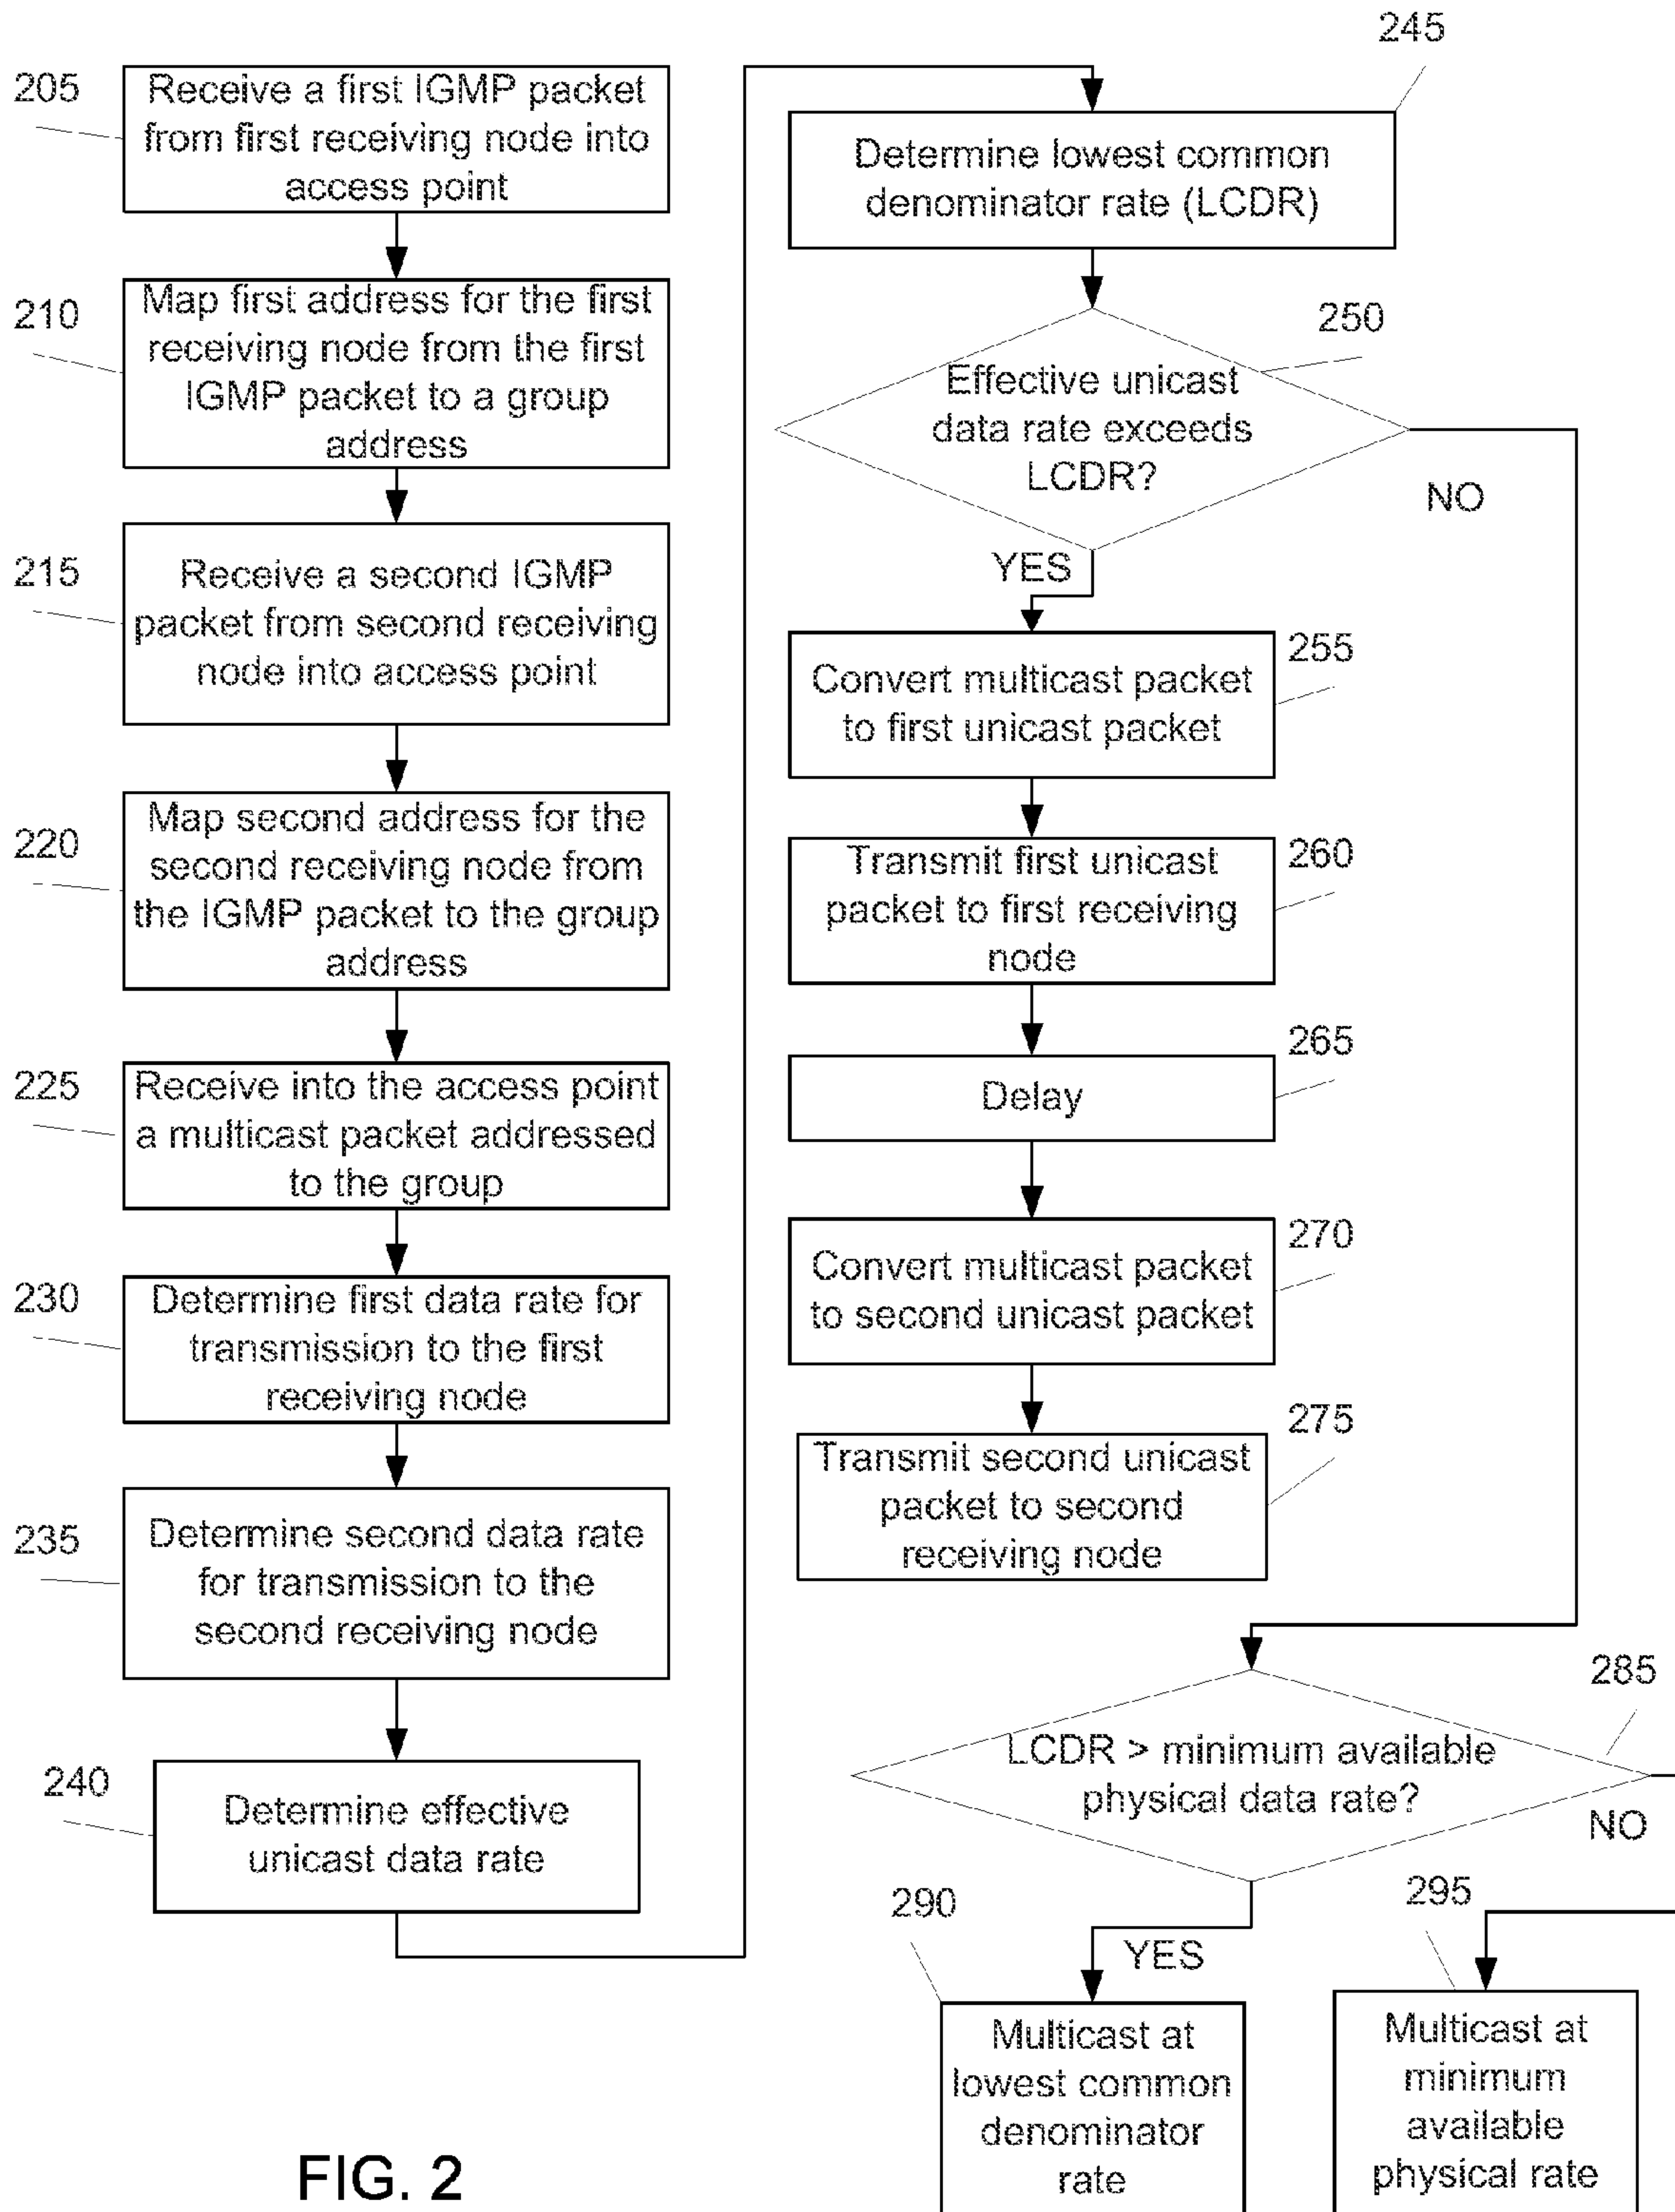 205
Receive a first IGMP packet
from first receiving node into
access point
210
Map first address for the first
receiving node from the first
IGMP packet to a group
address
215
Receive a second IGMP
packet from second receiving
node into access point
220
Map second address for the
second receiving node from
the IGMP packet to the group
address
225
Receive into the access point
a multicast packet addressed
to the group
230
Determine first data rate for
transmission to the first
receiving node
235
Determine second data rate
for transmission to the
second receiving node
240
Determine effective
unicast data rate
245
Determine lowest common
denominator rate (LCDR)
250
Effective unicast
data rate exceeds
LCDR?
NO
YES
255
Convert multicast packet
to first unicast packet
260
Transmit first unicast
packet to first receiving
node
265
Delay
270
Convert multicast packet
to second unicast packet
275
Transmit second unicast
packet to second
receiving node
285
LCDR > minimum available
physical data rate?
NO
290
YES
Multicast at
lowest common
denominator
rate
295
Multicast at
minimum
available
physical rate
FIG. 2